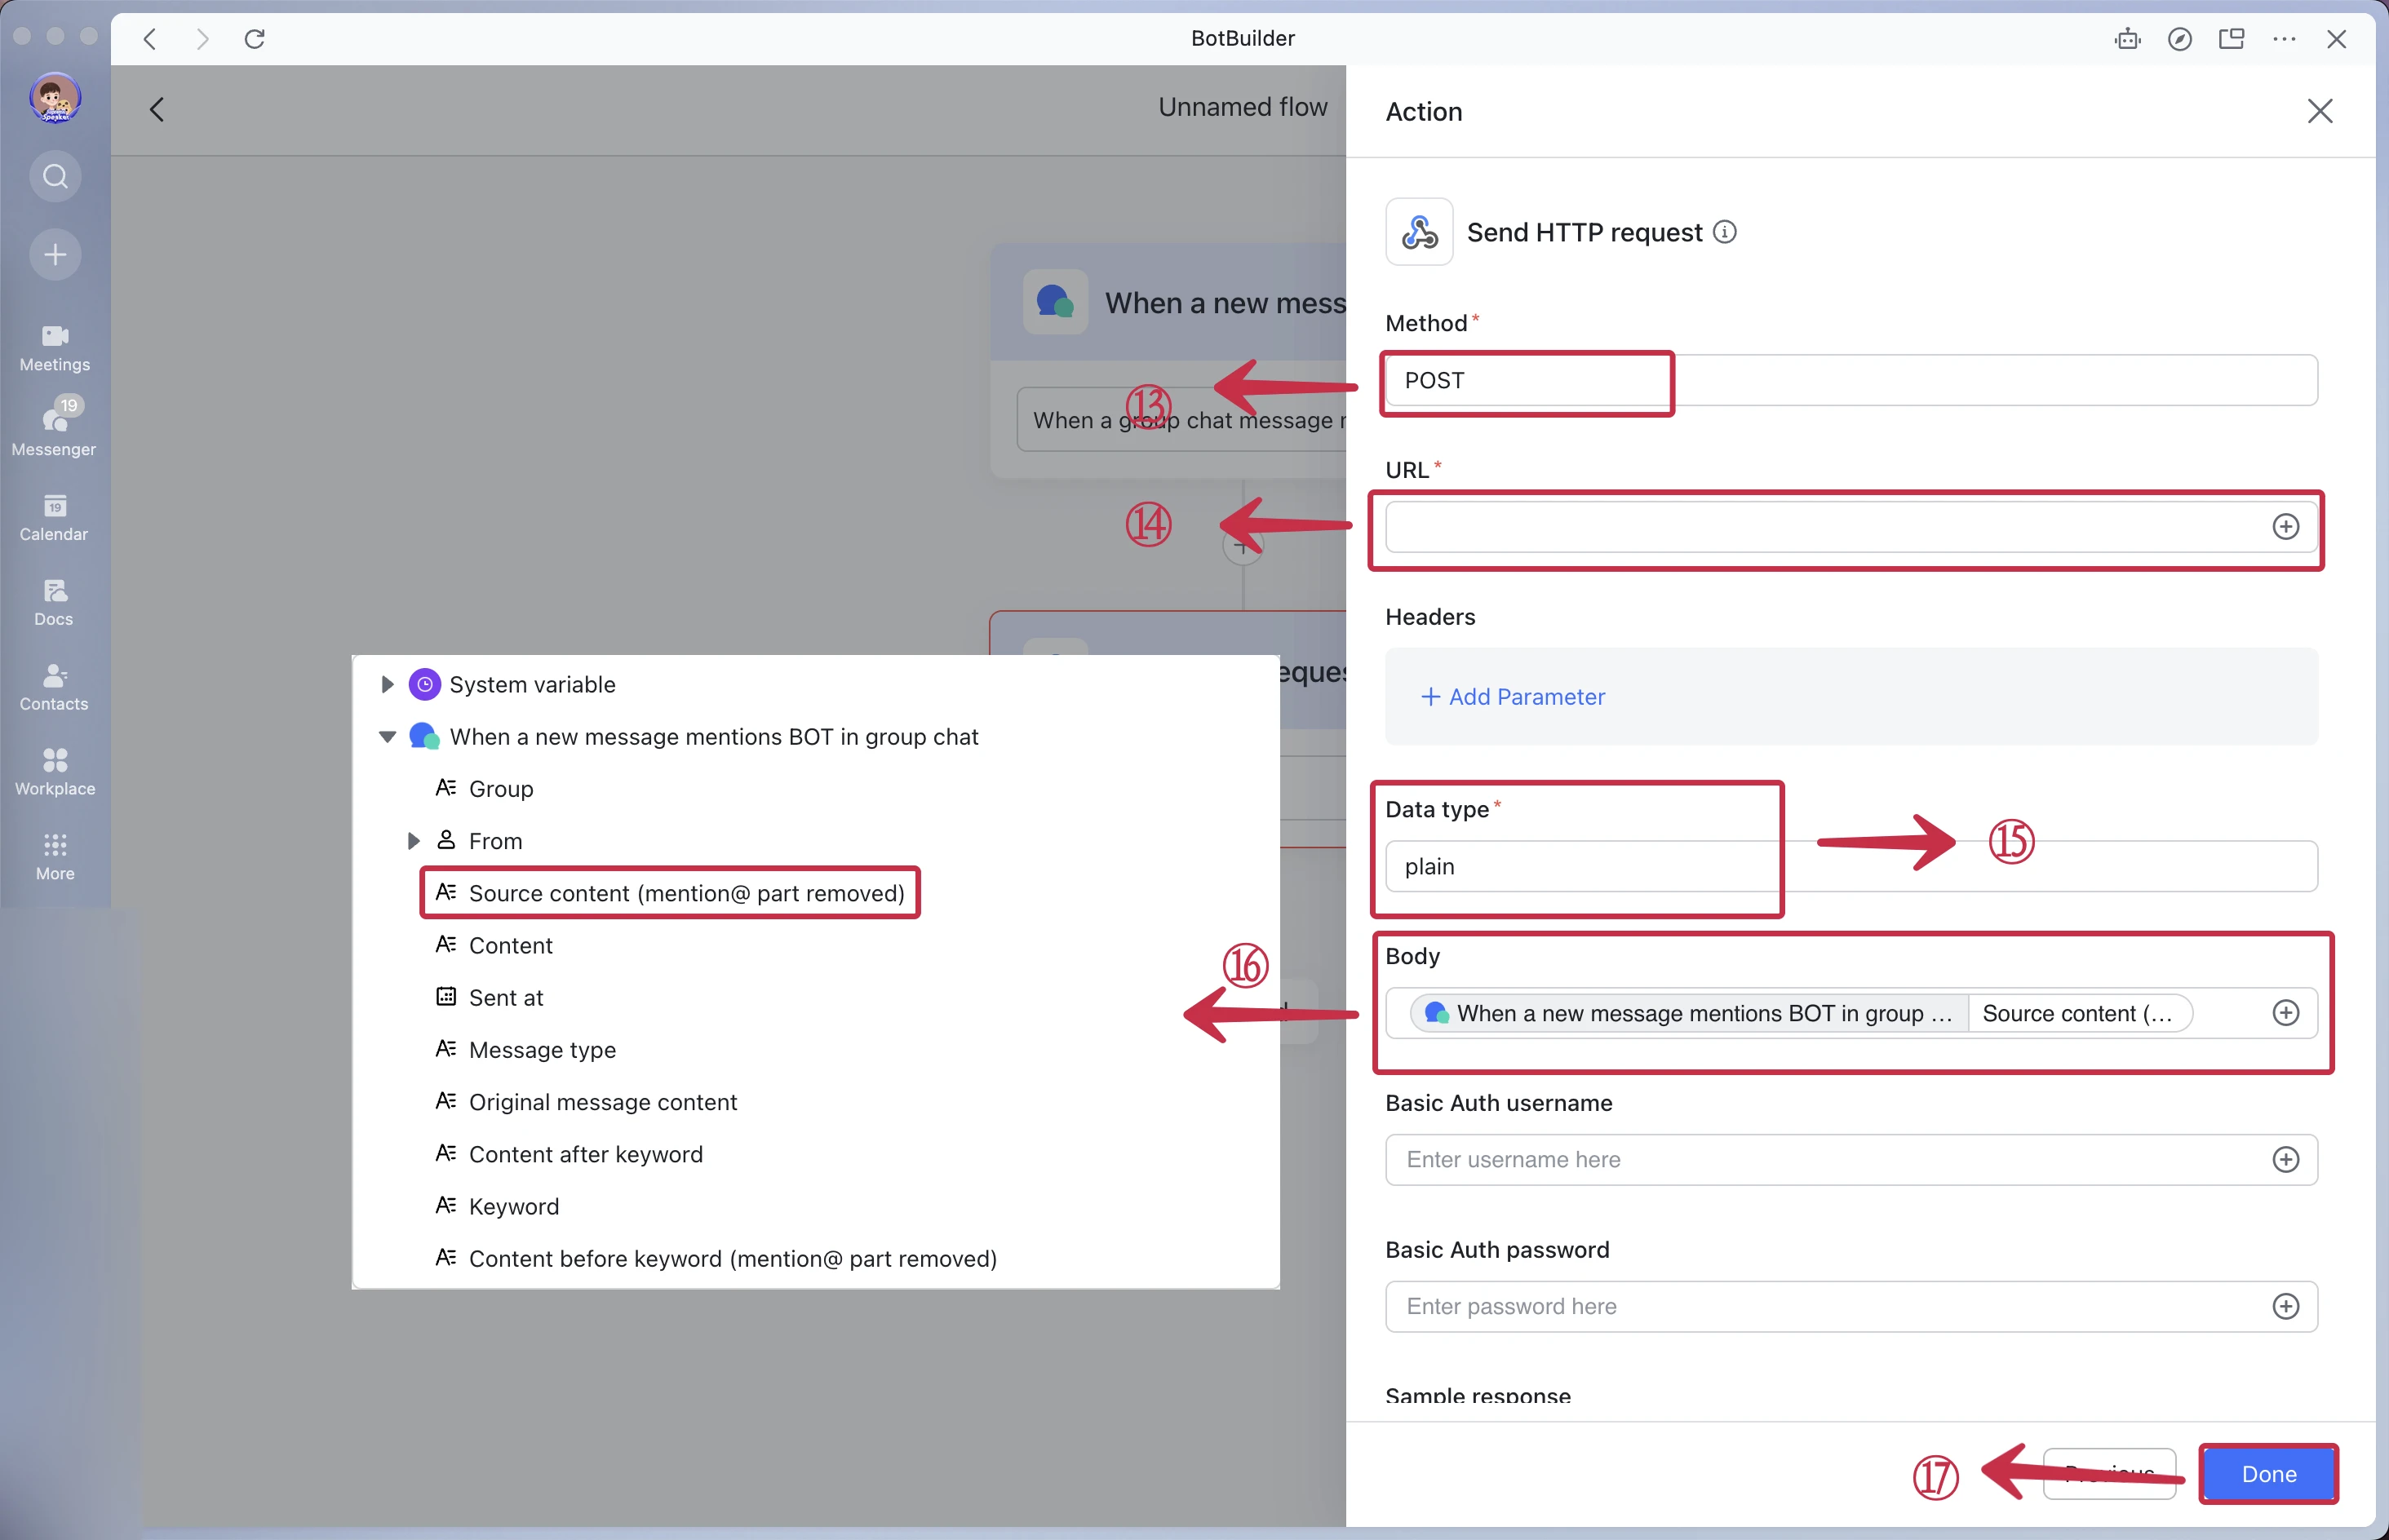 BotBuilder
Unnamed flow
Action
Send HTTP request
Method*
POST
When a new mess
When a group chat message r
⑬
URL*
⑭
Headers
+ Add Parameter
eques
Data type*
plain
⑮
Body
When a new message mentions BOT in group ... Source content (...
⑯
Basic Auth username
Enter username here
Basic Auth password
Enter password here
Sample response
⑰
Previous
Done
Meetings
19
Messenger
19
Calendar
Docs
Contacts
Workplace
More
System variable
When a new message mentions BOT in group chat
Group
From
Source content (mention@ part removed)
Content
Sent at
Message type
Original message content
Content after keyword
Keyword
Content before keyword (mention@ part removed)